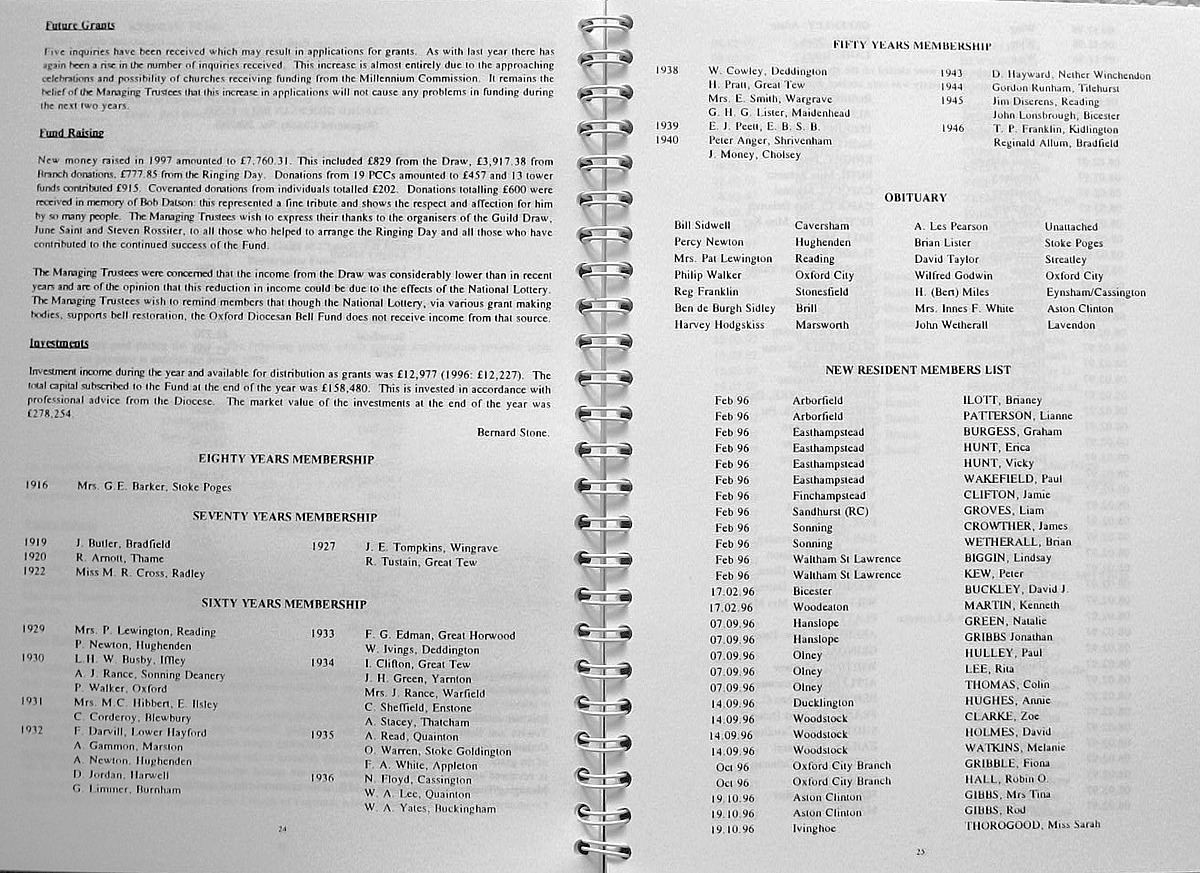 Future Grants
Five inquiries have been received which may result in applications for grants. As with last year there has
again been a rise in the number of inquiries received. This increase is almost entirely due to the approaching
celebrations and possibility of churches receiving funding from the Millennium Commission. It remains the
belief of the Managing Trustees that this increase in applications will not cause any problems in funding during
the next two years.
Fund Raising
New money raised in 1997 amounted to £7,760.31. This included £829 from the Draw, £3,917.38 from
Branch donations, £777.85 from the Ringing Day. Donations from 19 PCCs amounted to £457 and 13 tower
funds contributed £915. Covenanted donations from individuals totalled £202. Donations totalling £600 were
received in memory of Bob Datson: this represented a fine tribute and shows the respect and affection for him
by so many people. The Managing Trustees wish to express their thanks to the organisers of the Guild Draw,
June Saint and Steven Rossiter, to all those who helped to arrange the Ringing Day and all those who have
contributed to the continued success of the Fund.
The Managing Trustees were concerned that the income from the Draw was considerably lower than in recent
years and are of the opinion that this reduction in income could be due to the effects of the National Lottery.
The Managing Trustees wish to remind members that though the National Lottery, via various grant making
bodies, supports bell restoration, the Oxford Diocesan Bell Fund does not receive income from that source.
Investments
Investment income during the year and available for distribution as grants was £12,977 (1996: £12,227). The
total capital subscribed to the Fund at the end of the year was £158,480. This is invested in accordance with
professional advice from the Diocese. The market value of the investments at the end of the year was
£278,254.
Bernard Stone.
EIGHTY YEARS MEMBERSHIP
1916 Mrs. G.E. Barker, Stoke Poges
SEVENTY YEARS MEMBERSHIP
1919 J. Butler, Bradfield
1920 R. Arnott, Thame
1922 Miss M. R. Cross, Radley
1927 J. E. Tompkins, Wingrave
R. Tustain, Great Tew
SIXTY YEARS MEMBERSHIP
1929 Mrs. P. Lewington, Reading
P. Newton, Hughenden
1930 L.H. W. Busby, Iffley
A. J. Rance, Sonning Deanery
P. Walker, Oxford
1931 Mrs. M.C. Hibbert, E. Ilsley
C. Corderoy, Blewbury
1932 F. Darvill, Lower Hayford
A. Gammon, Marston
A. Newton, Hughenden
D. Jordan, Harwell
G. Limmer, Burnham
1933 F. G. Edman, Great Horwood
W. Ivings, Deddington
1934 I. Clifton, Great Tew
J. H. Green, Yarnton
Mrs. J. Rance, Warfield
C. Sheffield, Enstone
A. Stacey, Thatcham
1935 A. Read, Quainton
O. Warren, Stoke Goldington
F. A. White, Appleton
1936 N. Floyd, Cassington
W. A. Lee, Quainton
W. A. Yates, Buckingham
24
FIFTY YEARS MEMBERSHIP
1938 W. Cowley, Deddington
H. Pratt, Great Tew
Mrs. E. Smith, Wargrave
G. H. G. Lister, Maidenhead
1939 E. J. Peett, E. B. S. B.
1940 Peter Anger, Shrivenham
J. Money, Cholsey
1943 D. Hayward, Nether Winchendon
1944 Gordon Runham, Tilehurst
1945 Jim Diserens, Reading
John Lonsbrough, Bicester
1946 T. P. Franklin, Kidlington
Reginald Allum, Bradfield
OBITUARY
Bill Sidwell Caversham A. Les Pearson Unattached
Percy Newton Hughenden Brian Lister Stoke Poges
Mrs. Pat Lewington Reading David Taylor Streatley
Philip Walker Oxford City Wilfred Godwin Oxford City
Reg Franklin Stonesfield H. (Bert) Miles Eynsham/Cassington
Ben de Burgh Sidley Brill Mrs. Innes F. White Aston Clinton
Harvey Hodgskiss Marsworth John Wetherall Lavendon
NEW RESIDENT MEMBERS LIST
Feb 96 Arborfield ILOTT, Brianey
Feb 96 Arborfield PATTERSON, Lianne
Feb 96 Easthampstead BURGESS, Graham
Feb 96 Easthampstead HUNT, Erica
Feb 96 Easthampstead HUNT, Vicky
Feb 96 Easthampstead WAKEFIELD, Paul
Feb 96 Finchampstead CLIFTON, Jamie
Feb 96 Sandhurst (RC) GROVES, Liam
Feb 96 Sonning CROWTHER, James
Feb 96 Sonning WETHERALL, Brian
Feb 96 Waltham St Lawrence BIGGIN, Lindsay
Feb 96 Waltham St Lawrence KEW, Peter
17.02.96 Bicester BUCKLEY, David J.
17.02.96 Woodeaton MARTIN, Kenneth
07.09.96 Hanslope GREEN, Natalie
07.09.96 Hanslope GRIBBS Jonathan
07.09.96 Olney HULLEY, Paul
07.09.96 Olney LEE, Rita
07.09.96 Olney THOMAS, Colin
14.09.96 Ducklington HUGHES, Annie
14.09.96 Woodstock CLARKE, Zoe
14.09.96 Woodstock HOLMES, David
14.09.96 Woodstock WATKINS, Melanie
Oct 96 Oxford City Branch GRIBBLE, Fiona
Oct 96 Oxford City Branch HALL, Robin O.
19.10.96 Aston Clinton GIBBS, Mrs Tina
19.10.96 Aston Clinton GIBBS, Rod
19.10.96 Ivinghoe THOROGOOD, Miss Sarah
25